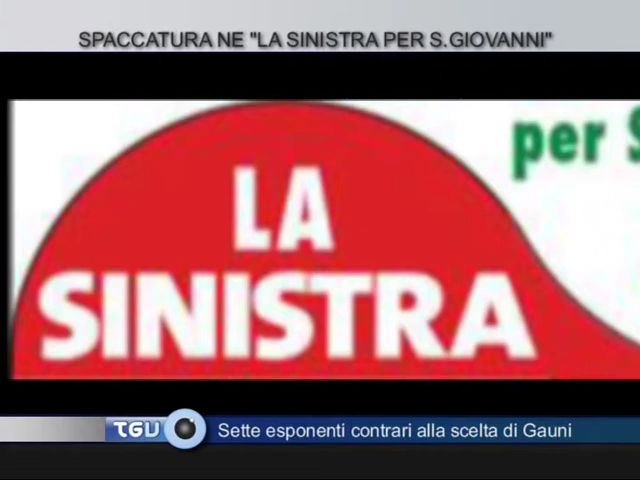 SPACCATURA NE "LA SINISTRA PER S.GIOVANNI"
per S
LA
SINISTRA
TGU Sette esponenti contrari alla scelta di Gauni